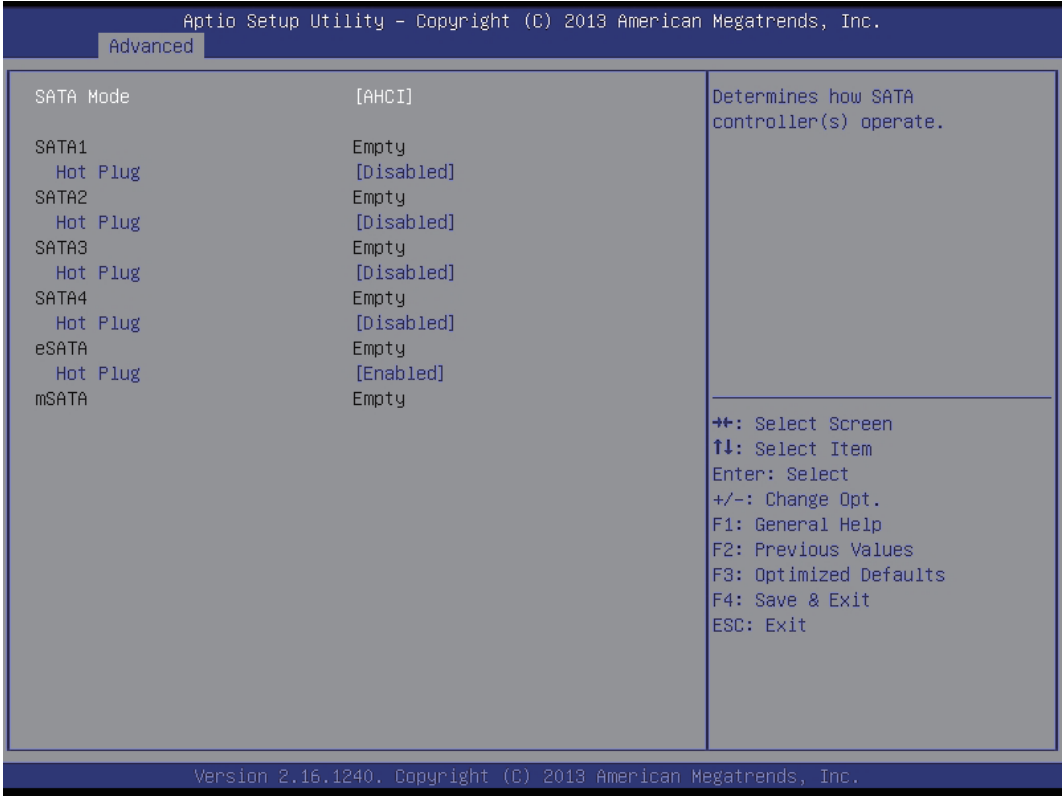 Aptio Setup Utility – Copyright (C) 2013 American Megatrends, Inc.
Advanced
SATA Mode [AHCI]
SATA1 Empty
Hot Plug [Disabled]
SATA2 Empty
Hot Plug [Disabled]
SATA3 Empty
Hot Plug [Disabled]
SATA4 Empty
Hot Plug [Disabled]
eSATA Empty
Hot Plug [Enabled]
mSATA Empty
Determines how SATA
controller(s) operate.
→←: Select Screen
↑↓: Select Item
Enter: Select
+/-: Change Opt.
F1: General Help
F2: Previous Values
F3: Optimized Defaults
F4: Save & Exit
ESC: Exit
Version 2.16.1240. Copyright (C) 2013 American Megatrends, Inc.